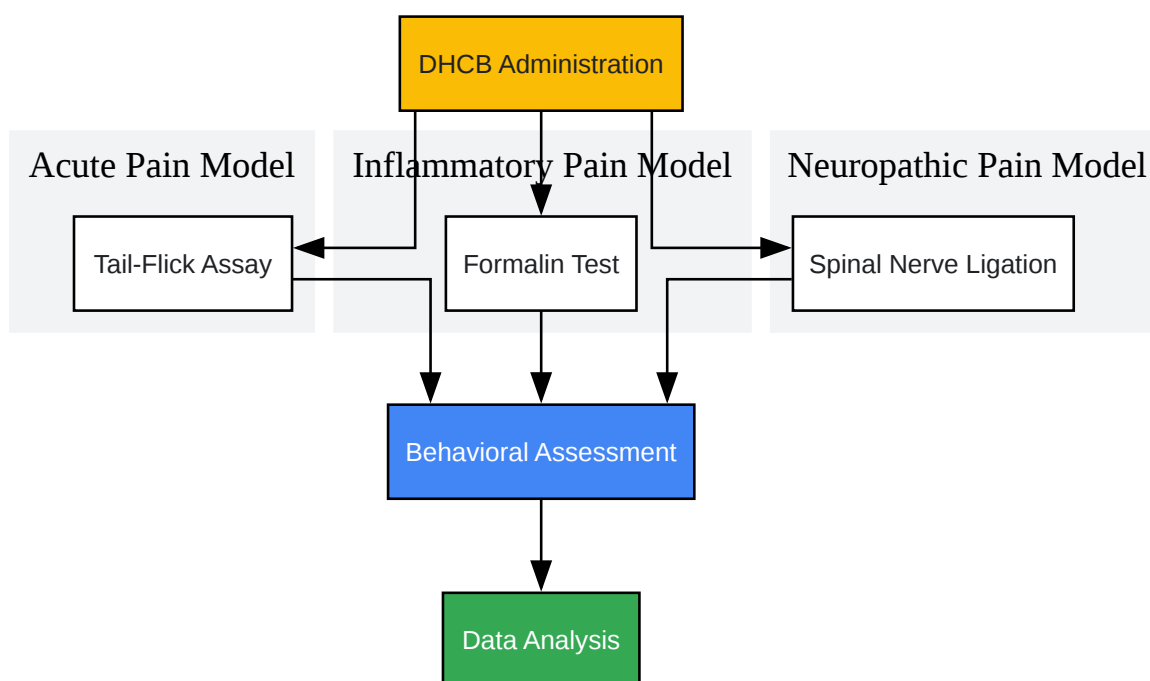 DHCB Administration
Acute Pain Model
Inflammatory Pain Model
Neuropathic Pain Model
Tail-Flick Assay
Formalin Test
Spinal Nerve Ligation
Behavioral Assessment
Data Analysis